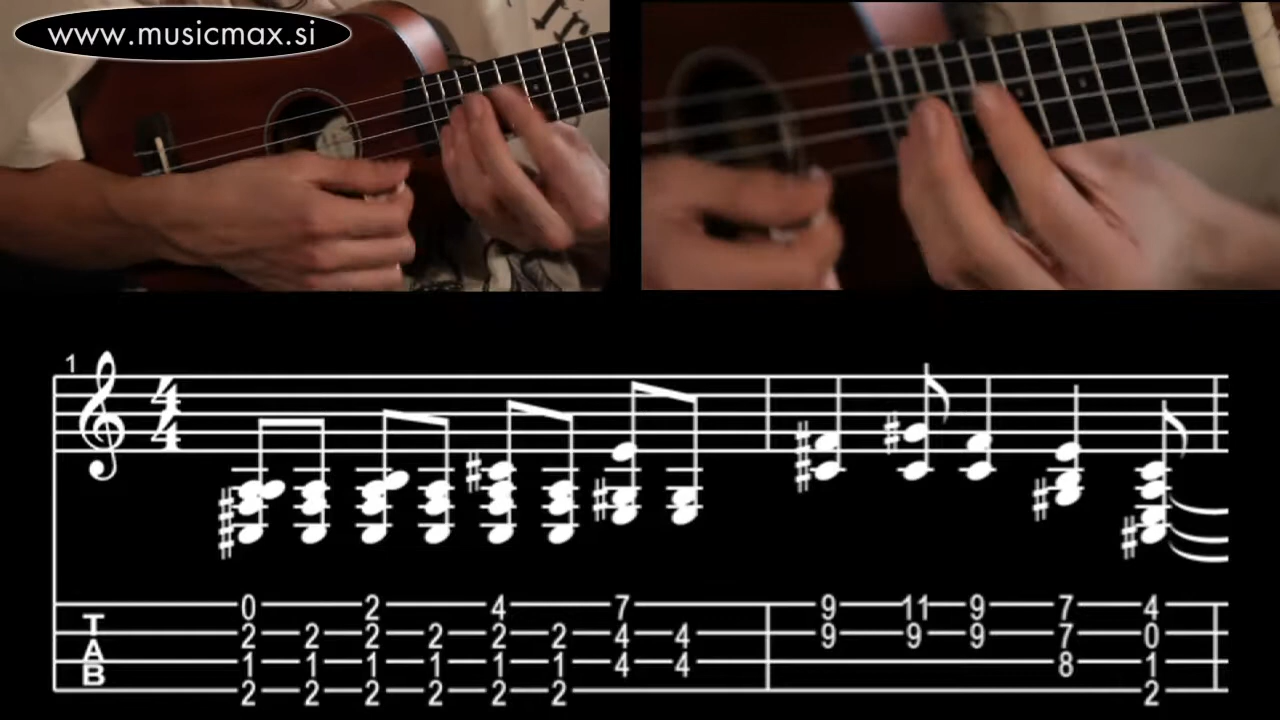 www.musicmax.si
1
4
4
0 2 4 7 9 11 9 7 4
T 2 2 2 2 2 2 4 4 9 9 9 7 0
A 1 1 1 1 1 1 4 4 8 1
B 2 2 2 2 2 2 2